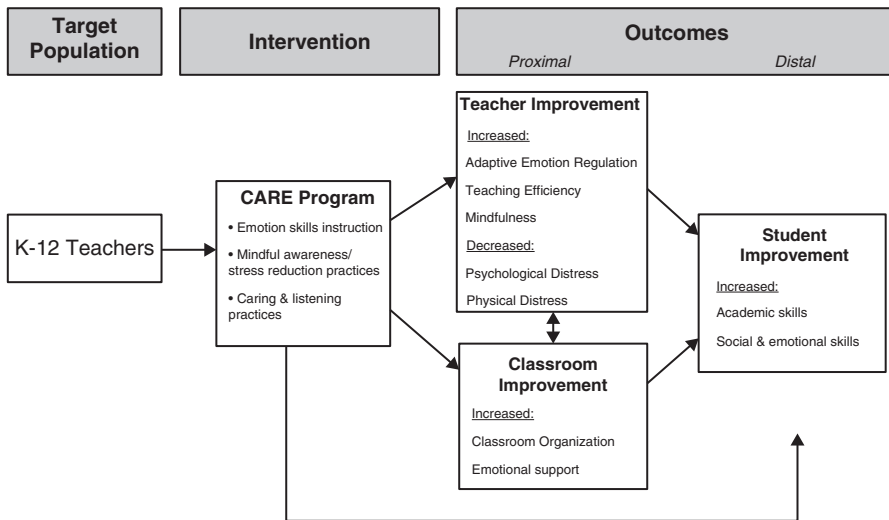 Target
Population
Intervention
Outcomes
Proximal
Distal
K-12 Teachers
CARE Program
• Emotion skills instruction
• Mindful awareness/
stress reduction practices
• Caring & listening
practices
Teacher Improvement
Increased:
Adaptive Emotion Regulation
Teaching Efficiency
Mindfulness
Decreased:
Psychological Distress
Physical Distress
Classroom
Improvement
Increased:
Classroom Organization
Emotional support
Student
Improvement
Increased:
Academic skills
Social & emotional skills